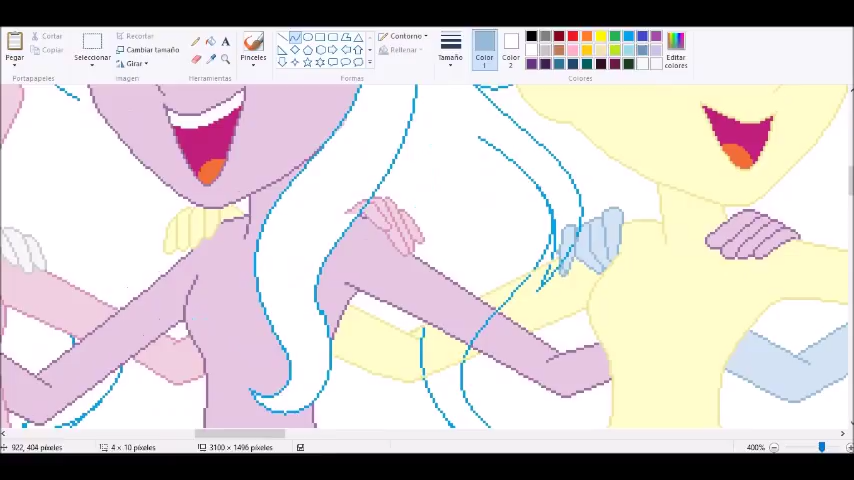 Pegar
Cortar
Copiar
Portapapeles
Seleccionar
Recortar
Cambiar tamaño
Girar
Imagen
A
Herramientas
Pinceles
Contorno
Rellenar
Formas
Tamaño
Color
1
Color
2
Editar
colores
Colores
922, 404 píxeles
4 × 10 píxeles
3100 × 1496 píxeles
400%